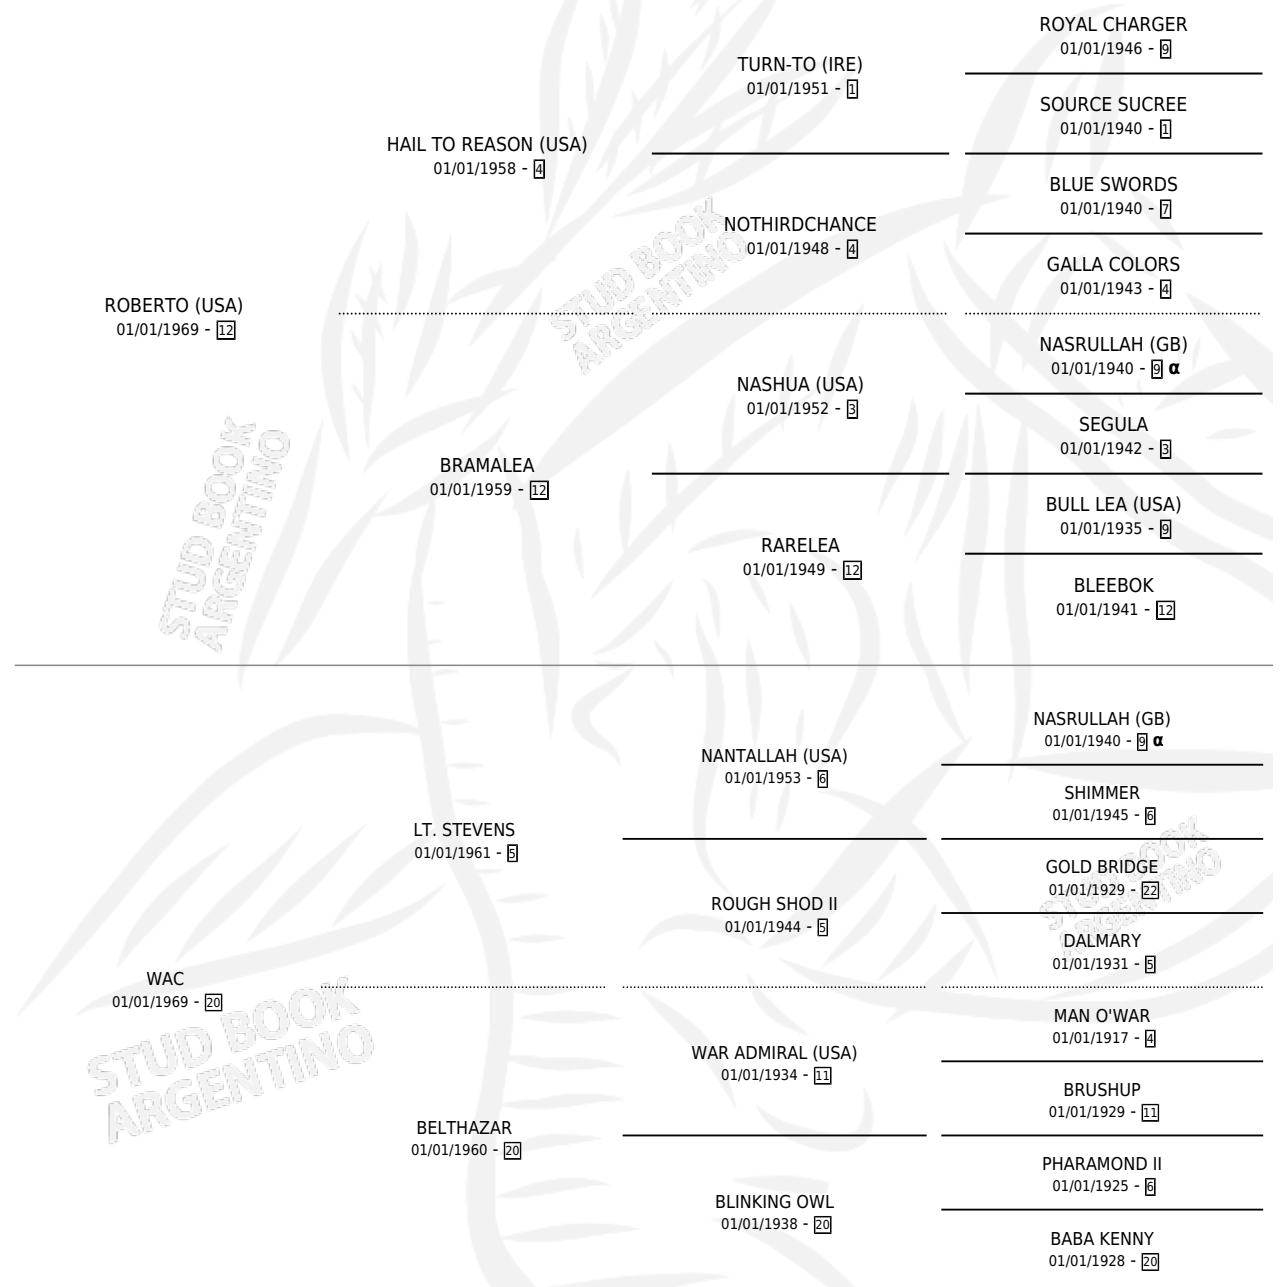 ROBERTO (USA)
01/01/1969 - 12
HAIL TO REASON (USA)
01/01/1958 - 4
TURN-TO (IRE)
01/01/1951 - 1
ROYAL CHARGER
01/01/1946 - 9
SOURCE SUCREE
01/01/1940 - 1
NOTHIRDCHANCE
01/01/1948 - 4
BLUE SWORDS
01/01/1940 - 7
GALLA COLORS
01/01/1943 - 4
BRAMALEA
01/01/1959 - 12
NASHUA (USA)
01/01/1952 - 3
NASRULLAH (GB)
01/01/1940 - 9 α
SEGULA
01/01/1942 - 3
RARELEA
01/01/1949 - 12
BULL LEA (USA)
01/01/1935 - 9
BLEEBOK
01/01/1941 - 12
WAC
01/01/1969 - 20
LT. STEVENS
01/01/1961 - 5
NANTALLAH (USA)
01/01/1953 - 6
NASRULLAH (GB)
01/01/1940 - 9 α
SHIMMER
01/01/1945 - 6
ROUGH SHOD II
01/01/1944 - 5
GOLD BRIDGE
01/01/1929 - 22
DALMARY
01/01/1931 - 5
BELTHAZAR
01/01/1960 - 20
WAR ADMIRAL (USA)
01/01/1934 - 11
MAN O'WAR
01/01/1917 - 4
BRUSHUP
01/01/1929 - 11
BLINKING OWL
01/01/1938 - 20
PHARAMOND II
01/01/1925 - 6
BABA KENNY
01/01/1928 - 20
STUD BOOK
ARGENTINO
STUD BOOK
ARGENTINO
STUD BOOK
ARGENTINO
STUD BOOK
ARGENTINO